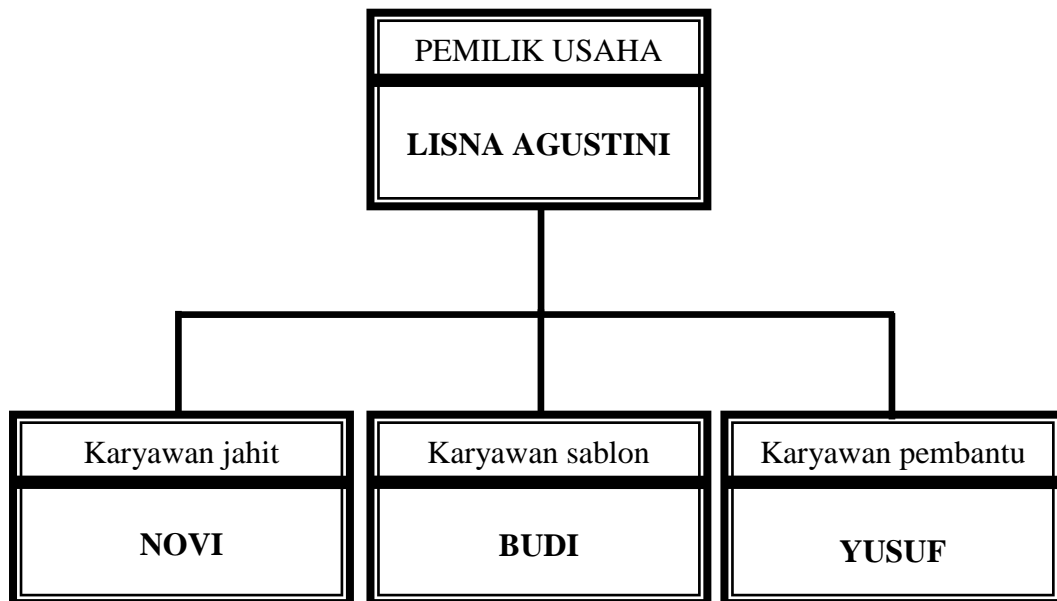 PEMILIK USAHA
LISNA AGUSTINI
Karyawan jahit
NOVI
Karyawan sablon
BUDI
Karyawan pembantu
YUSUF